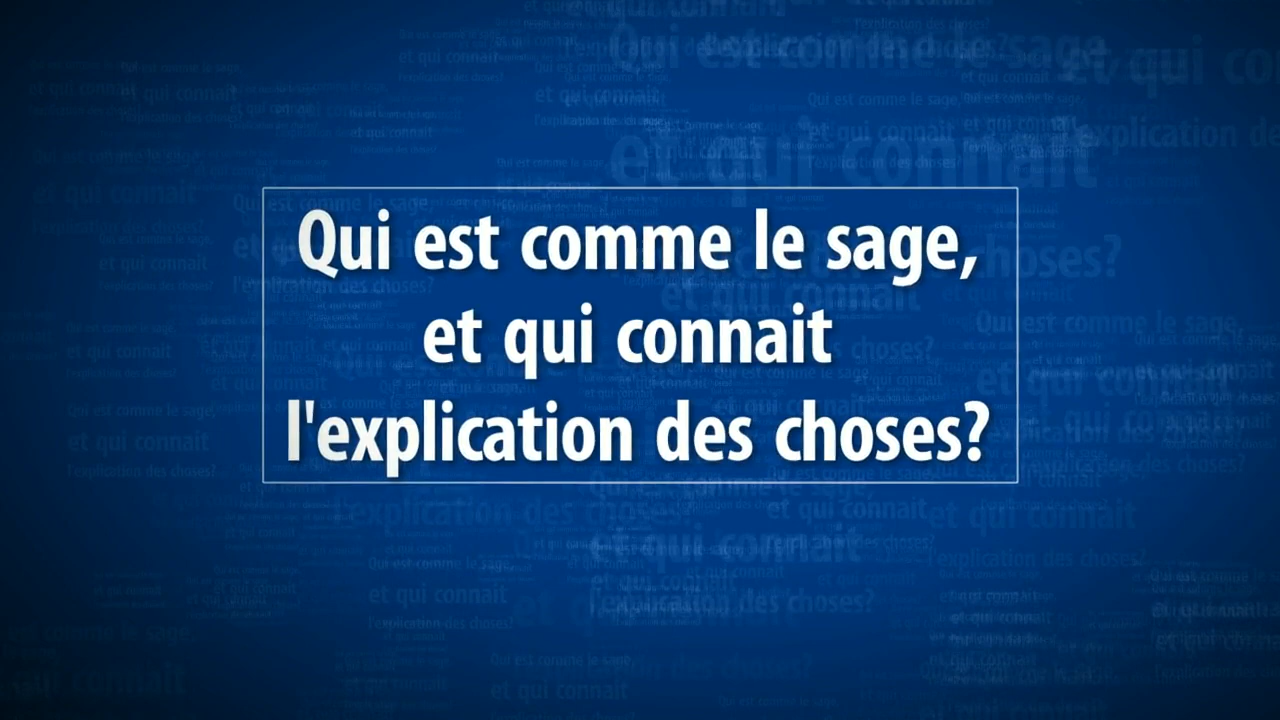 Qui est comme le sage,
et qui connait
l'explication des choses?